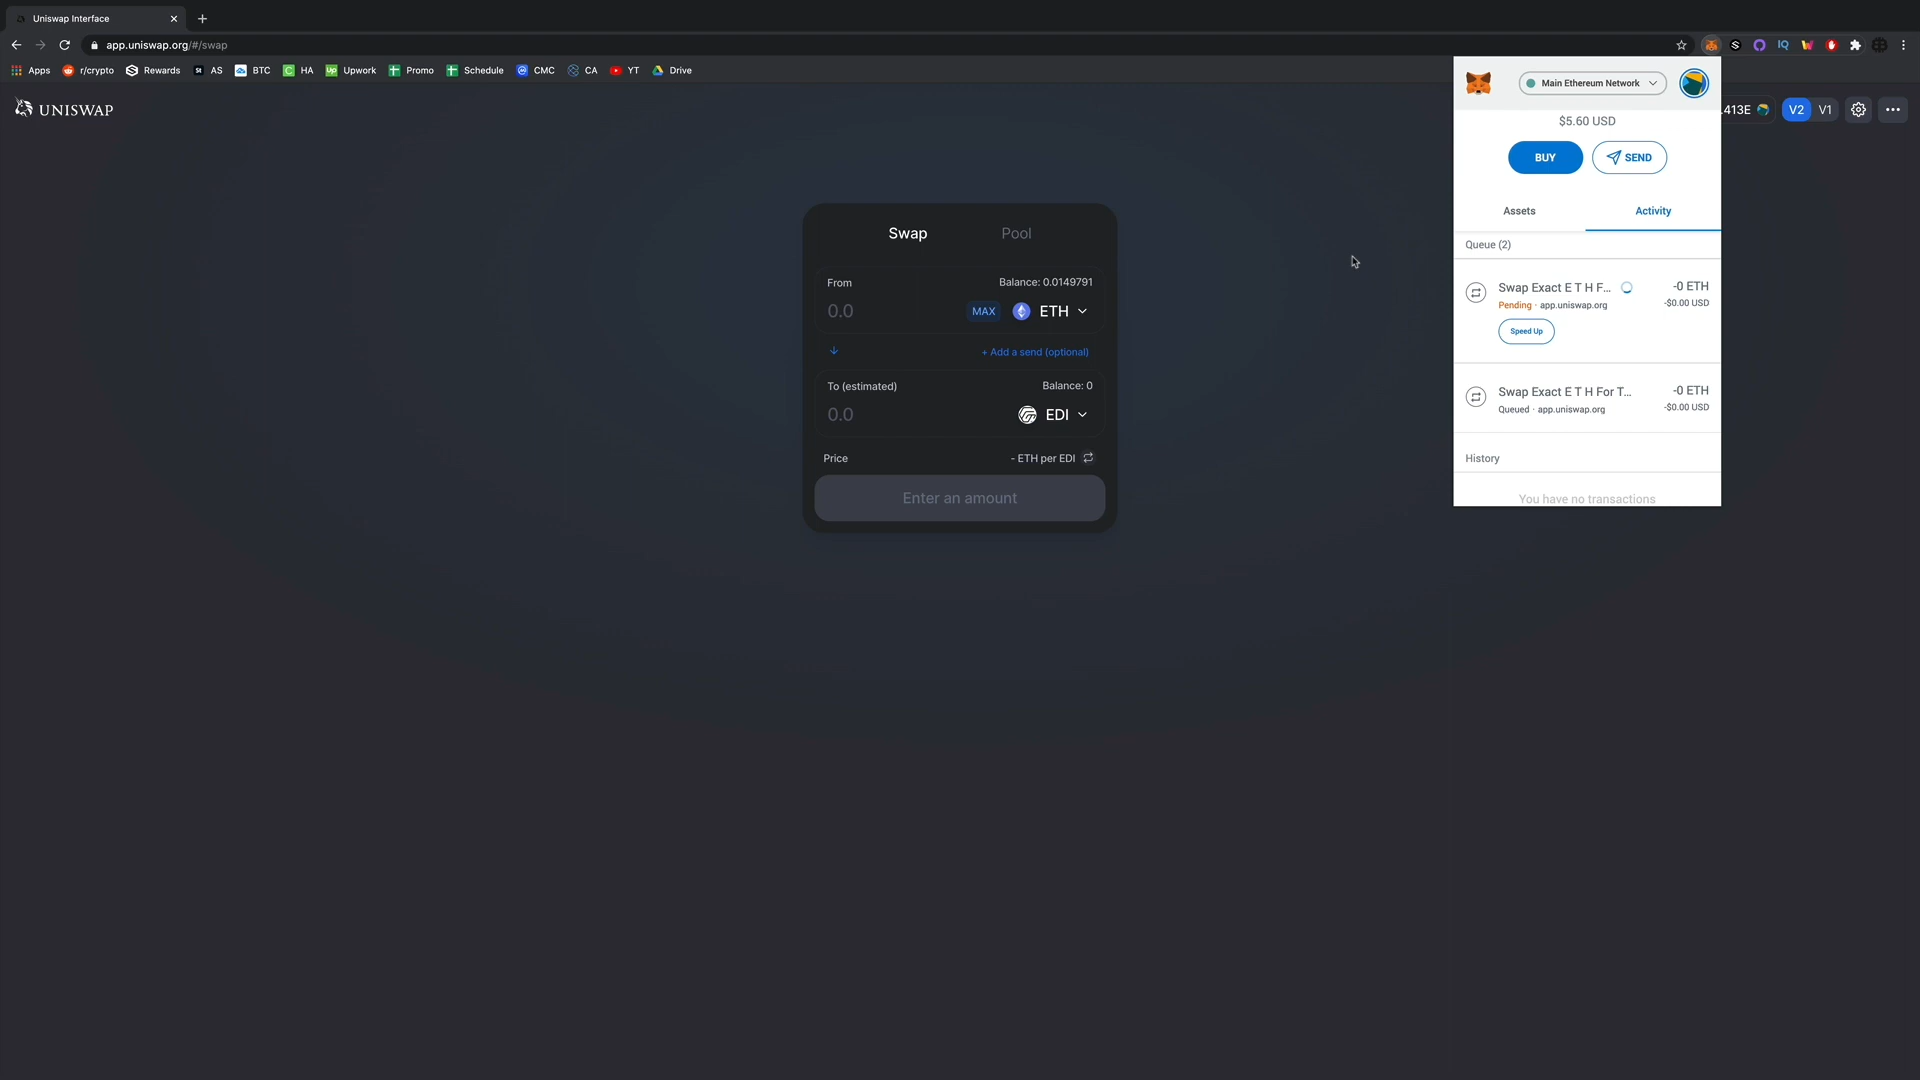 Uniswap Interface
app.uniswap.org/#/swap
Apps r/crypto Rewards AS BTC HA Upwork Promo Schedule CMC CA YT Drive
UNISWAP
.413E V2 V1
Swap Pool
From Balance: 0.0149791
0.0 MAX ETH
+ Add a send (optional)
To (estimated) Balance: 0
0.0 EDI
Price - ETH per EDI
Enter an amount
Main Ethereum Network
$5.60 USD
BUY SEND
Assets Activity
Queue (2)
Swap Exact E T H F... -0 ETH
Pending · app.uniswap.org -$0.00 USD
Speed Up
Swap Exact E T H For T... -0 ETH
Queued · app.uniswap.org -$0.00 USD
History
You have no transactions